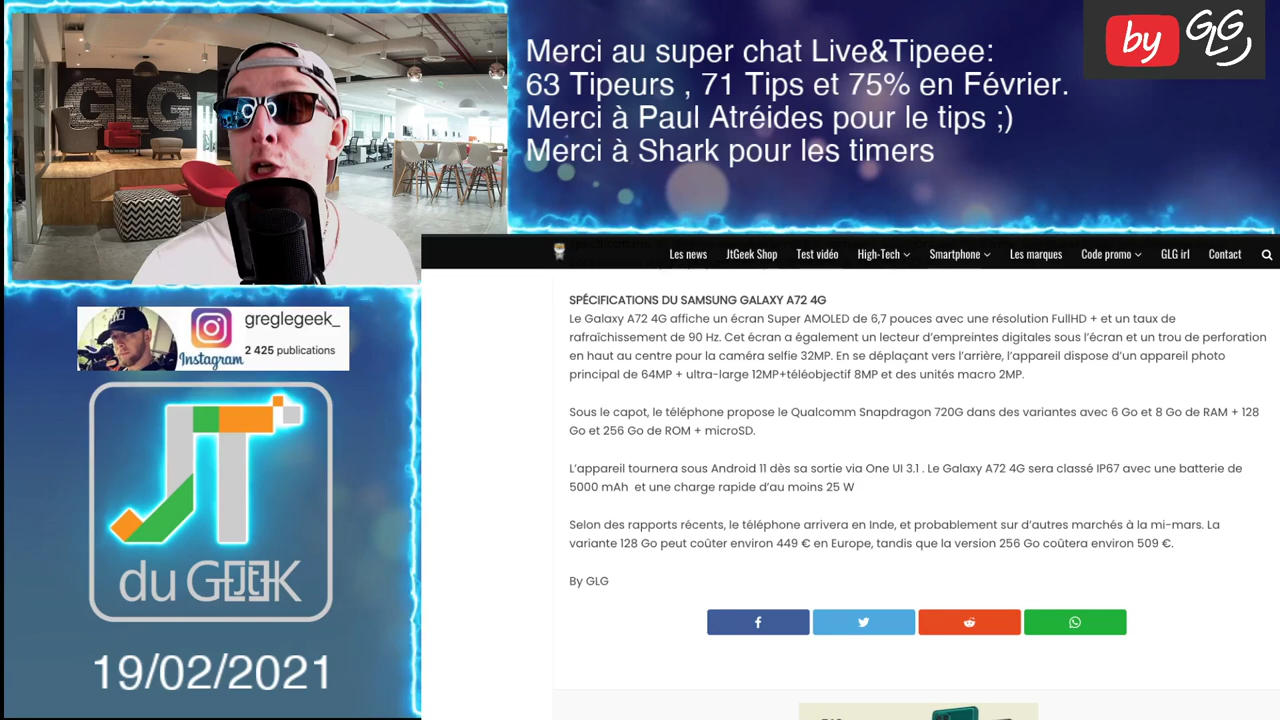 GLG
Merci au super chat Live&Tipeee:
63 Tipeurs , 71 Tips et 75% en Février.
Merci à Paul Atréides pour le tips ;)
Merci à Shark pour les timers
by GLG
Les news JtGeek Shop Test vidéo High-Tech Smartphone Les marques Code promo GLG irl Contact
greglegeek_
Instagram 2 425 publications
SPÉCIFICATIONS DU SAMSUNG GALAXY A72 4G
Le Galaxy A72 4G affiche un écran Super AMOLED de 6,7 pouces avec une résolution FullHD + et un taux de
rafraîchissement de 90 Hz. Cet écran a également un lecteur d'empreintes digitales sous l'écran et un trou de perforation
en haut au centre pour la caméra selfie 32MP. En se déplaçant vers l'arrière, l'appareil dispose d'un appareil photo
principal de 64MP + ultra-large 12MP+téléobjectif 8MP et des unités macro 2MP.
Sous le capot, le téléphone propose le Qualcomm Snapdragon 720G dans des variantes avec 6 Go et 8 Go de RAM + 128
Go et 256 Go de ROM + microSD.
L'appareil tournera sous Android 11 dès sa sortie via One UI 3.1 . Le Galaxy A72 4G sera classé IP67 avec une batterie de
5000 mAh et une charge rapide d'au moins 25 W
Selon des rapports récents, le téléphone arrivera en Inde, et probablement sur d'autres marchés à la mi-mars. La
variante 128 Go peut coûter environ 449 € en Europe, tandis que la version 256 Go coûtera environ 509 €.
By GLG
JT
du GEEK
19/02/2021